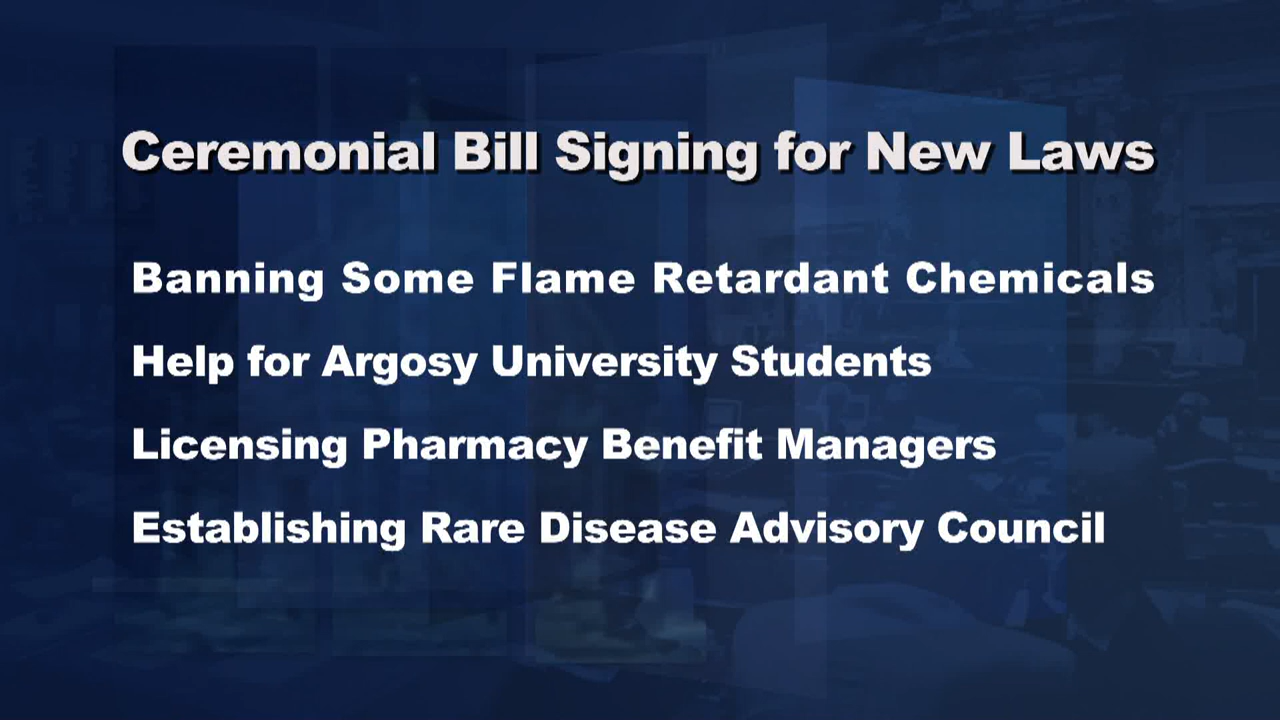 Ceremonial Bill Signing for New Laws
Banning Some Flame Retardant Chemicals
Help for Argosy University Students
Licensing Pharmacy Benefit Managers
Establishing Rare Disease Advisory Council